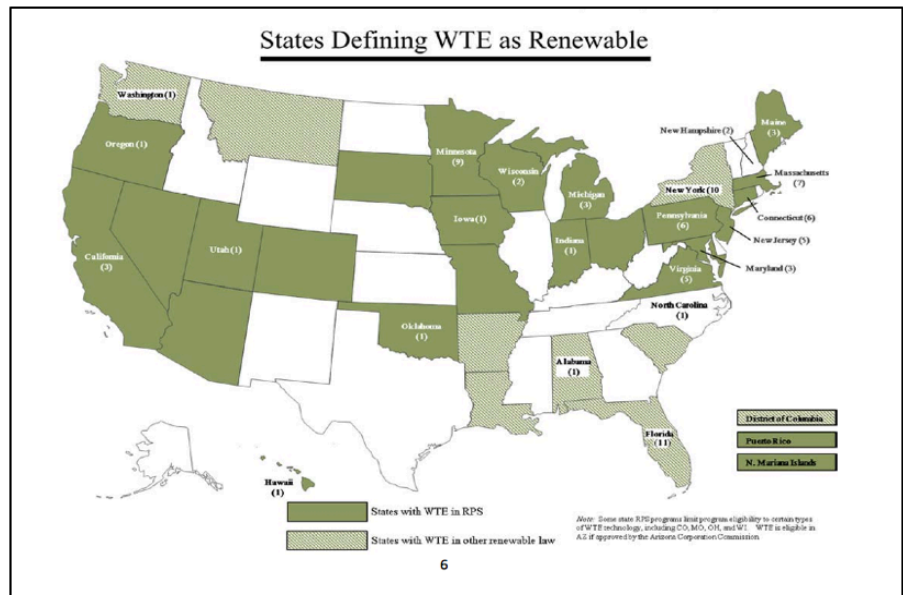 States Defining WTE as Renewable
Washington (1)
Oregon (1)
Minnesota
(9)
Wisconsin
(2)
Michigan
(3)
New Hampshire (2)
Maine
(3)
Massachusetts
(7)
New York (10
Connecticut (6)
Pennsylvania
(6)
New Jersey (5)
Maryland (3)
Iowa (1)
Indiana
(1)
Utah (1)
California
(3)
Virginia
(5)
North Carolina
(1)
Oklahoma
(1)
Alabama
(1)
Florida
(11)
District of Columbia
Puerto Rico
N. Mariana Islands
Hawaii
(1)
States with WTE in RPS
States with WTE in other renewable law
Note: Some state RPS programs limit program eligibility to certain types
of WTE technology, including CO, MO, OH, and WI. WTE is eligible in
AZ if approved by the Arizona Corporation Commission
6